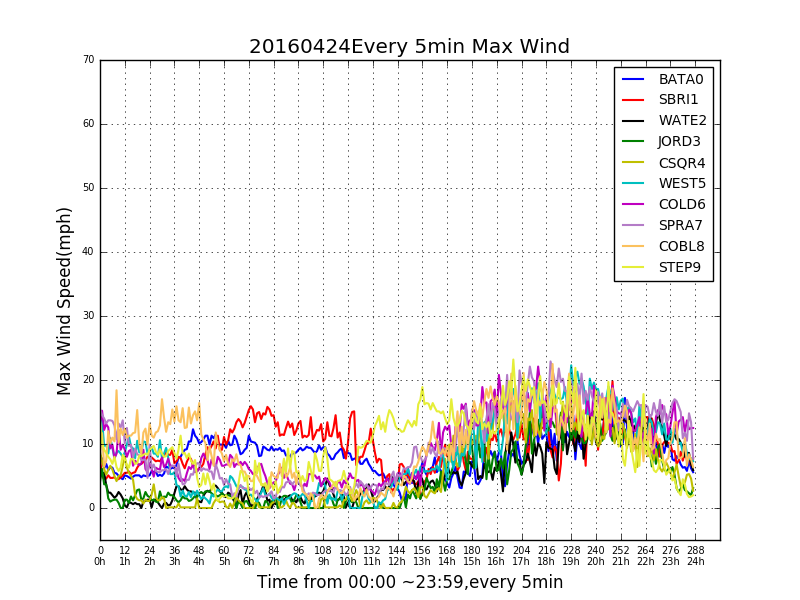 20160424Every 5min Max Wind
70
60
50
40
30
20
10
0
Max Wind Speed(mph)
BATA0
SBRI1
WATE2
JORD3
CSQR4
WEST5
COLD6
SPRA7
COBL8
STEP9
0 12 24 36 48 60 72 84 96 108 120 132 144 156 168 180 192 204 216 228 240 252 264 276 288
0h 1h 2h 3h 4h 5h 6h 7h 8h 9h 10h 11h 12h 13h 14h 15h 16h 17h 18h 19h 20h 21h 22h 23h 24h
Time from 00:00 ~23:59,every 5min